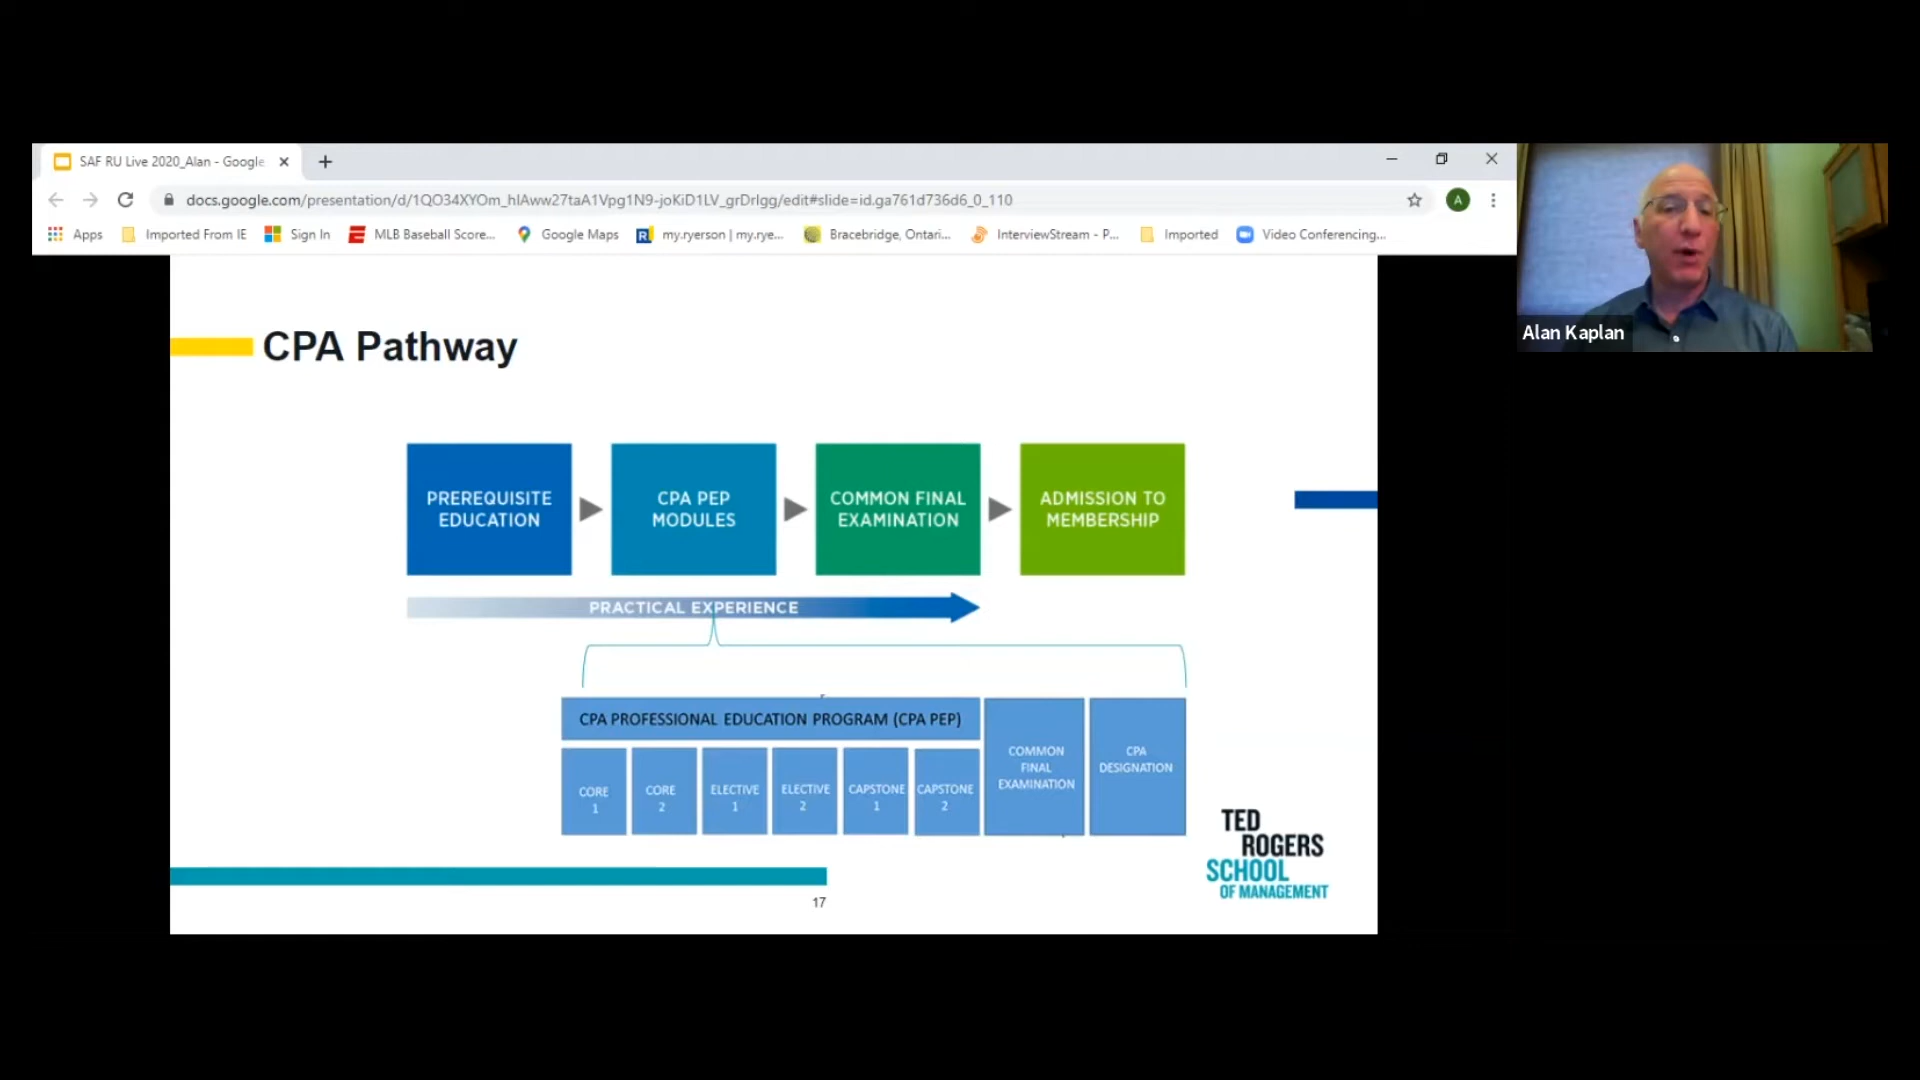 SAF RU Live 2020_Alan - Google
docs.google.com/presentation/d/1QO34XYOm_hIAww27taA1Vpg1N9-joKiD1LV_grDrIgg/edit#slide=id.ga761d736d6_0_110
A
Apps
Imported From IE
Sign In
MLB Baseball Score...
Google Maps
my.ryerson | my.rye...
Bracebridge, Ontari...
InterviewStream - P...
Imported
Video Conferencing...
Alan Kaplan
CPA Pathway
PREREQUISITE
EDUCATION
CPA PEP
MODULES
COMMON FINAL
EXAMINATION
ADMISSION TO
MEMBERSHIP
PRACTICAL EXPERIENCE
CPA PROFESSIONAL EDUCATION PROGRAM (CPA PEP)
CORE
1
CORE
2
ELECTIVE
1
ELECTIVE
2
CAPSTONE
1
CAPSTONE
2
COMMON
FINAL
EXAMINATION
CPA
DESIGNATION
TED
ROGERS
SCHOOL
OF MANAGEMENT
17